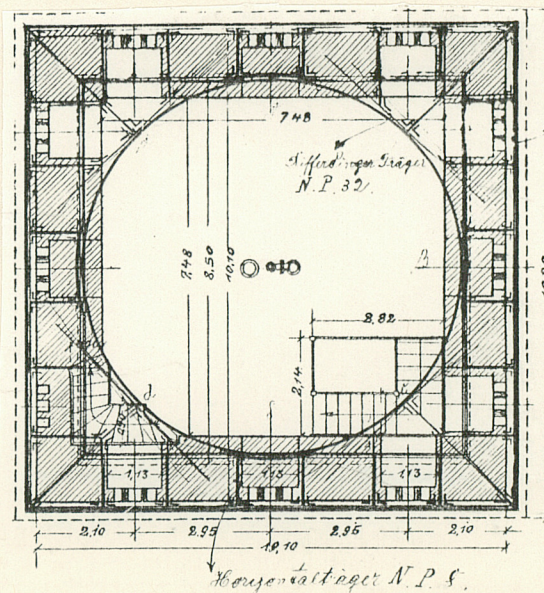 7,48
Differdinger Träger
N. P. 32.
B
7,48
8,50
10,10
2,82
2,14
d
1,13
1,13
1,13
2,10 2,95 2,95 2,10
10,10
Horizontalträger N. P. 8.